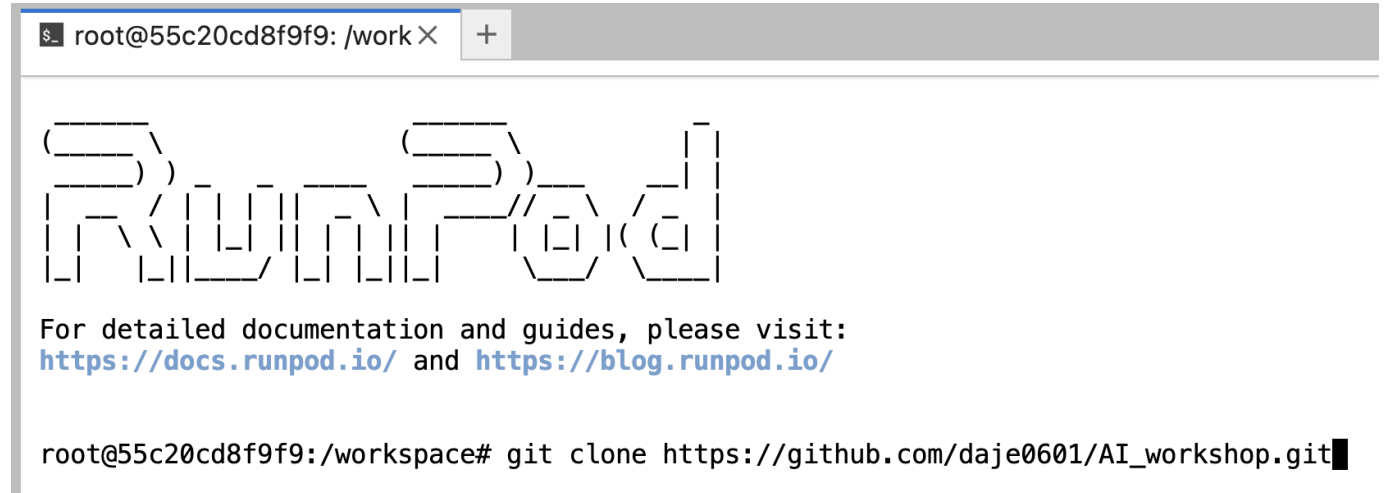 $_ root@55c20cd8f9f9: /work × +
RunPod
For detailed documentation and guides, please visit:
https://docs.runpod.io/ and https://blog.runpod.io/
root@55c20cd8f9f9:/workspace# git clone https://github.com/daje0601/AI_workshop.git